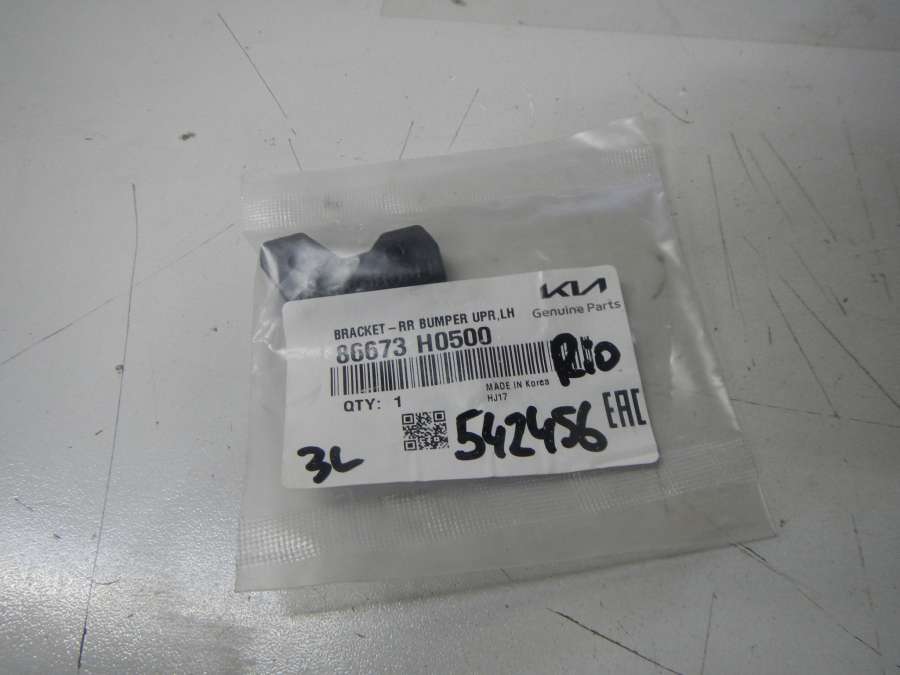 KIA
Genuine Parts
BRACKET-RR BUMPER UPR,LH
86673 H0500
Rio
MADE IN Korea
HJ17
QTY: 1
EAC
3L
542456